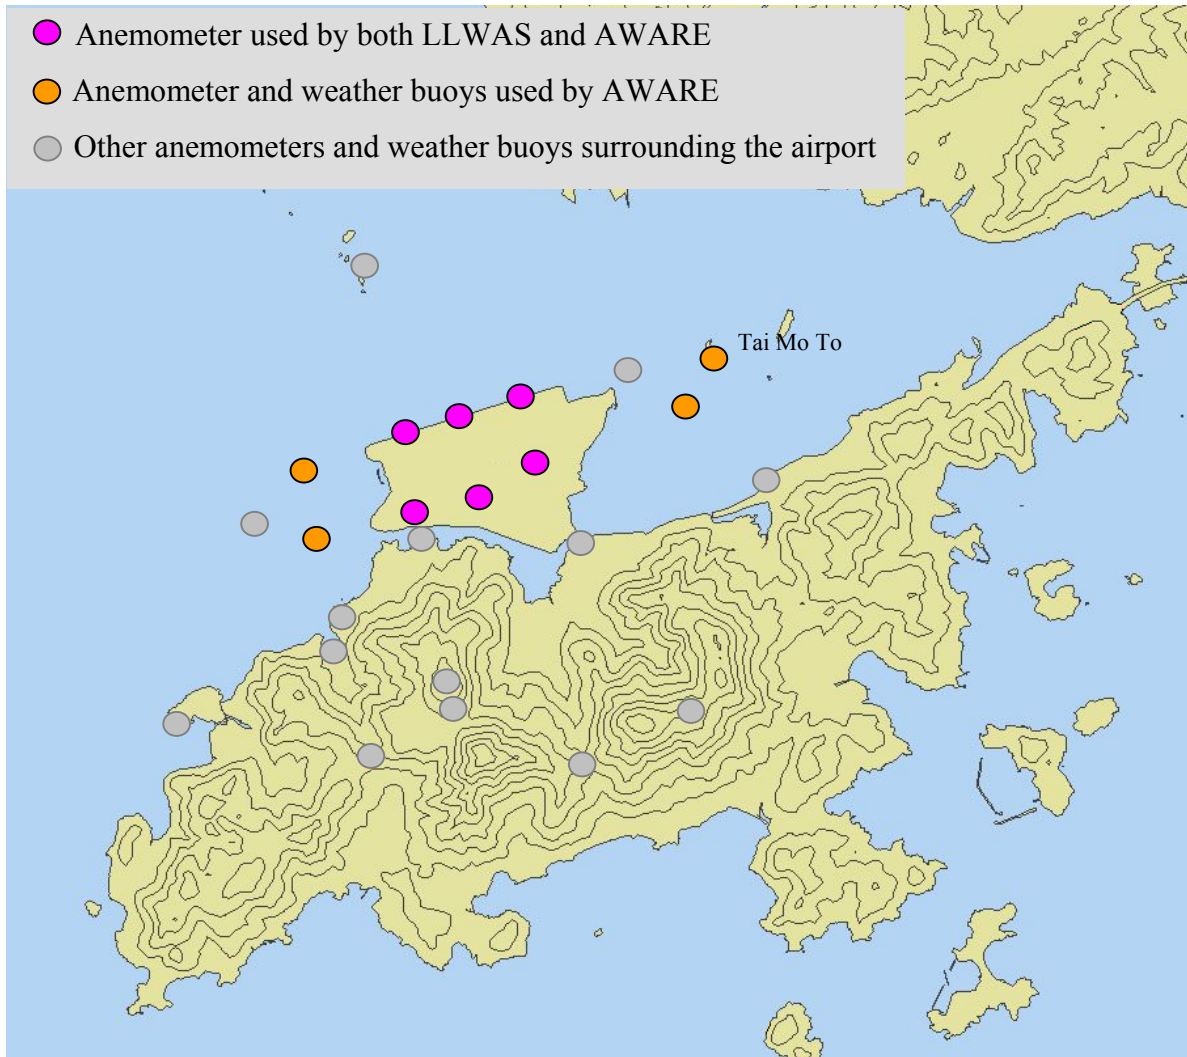 Anemometer used by both LLWAS and AWARE
Anemometer and weather buoys used by AWARE
Other anemometers and weather buoys surrounding the airport
Tai Mo To